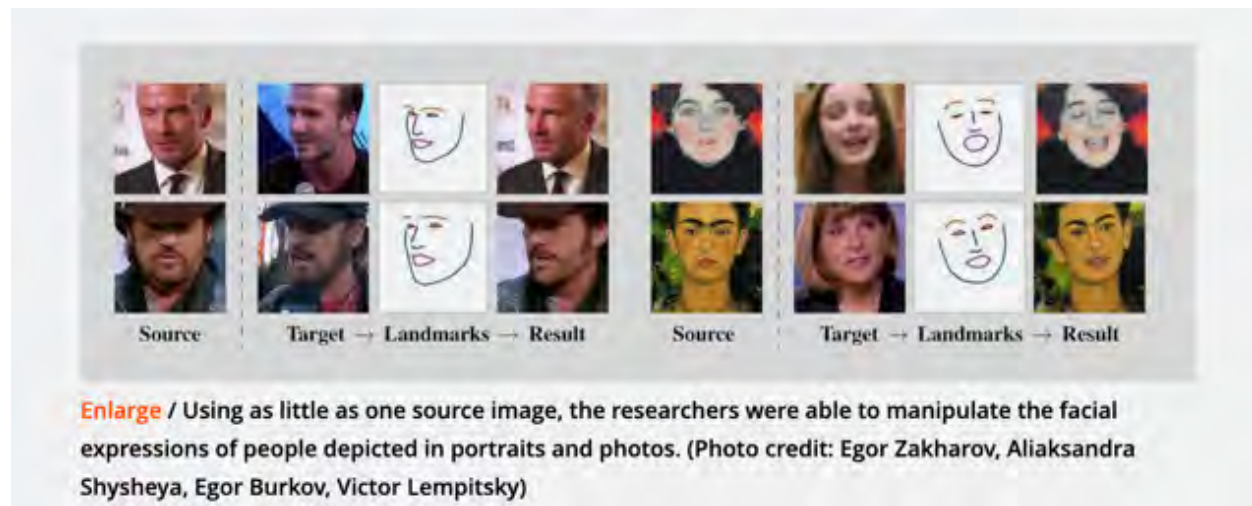 Source Target → Landmarks → Result Source Target → Landmarks → Result
Enlarge / Using as little as one source image, the researchers were able to manipulate the facial
expressions of people depicted in portraits and photos. (Photo credit: Egor Zakharov, Aliaksandra
Shysheya, Egor Burkov, Victor Lempitsky)